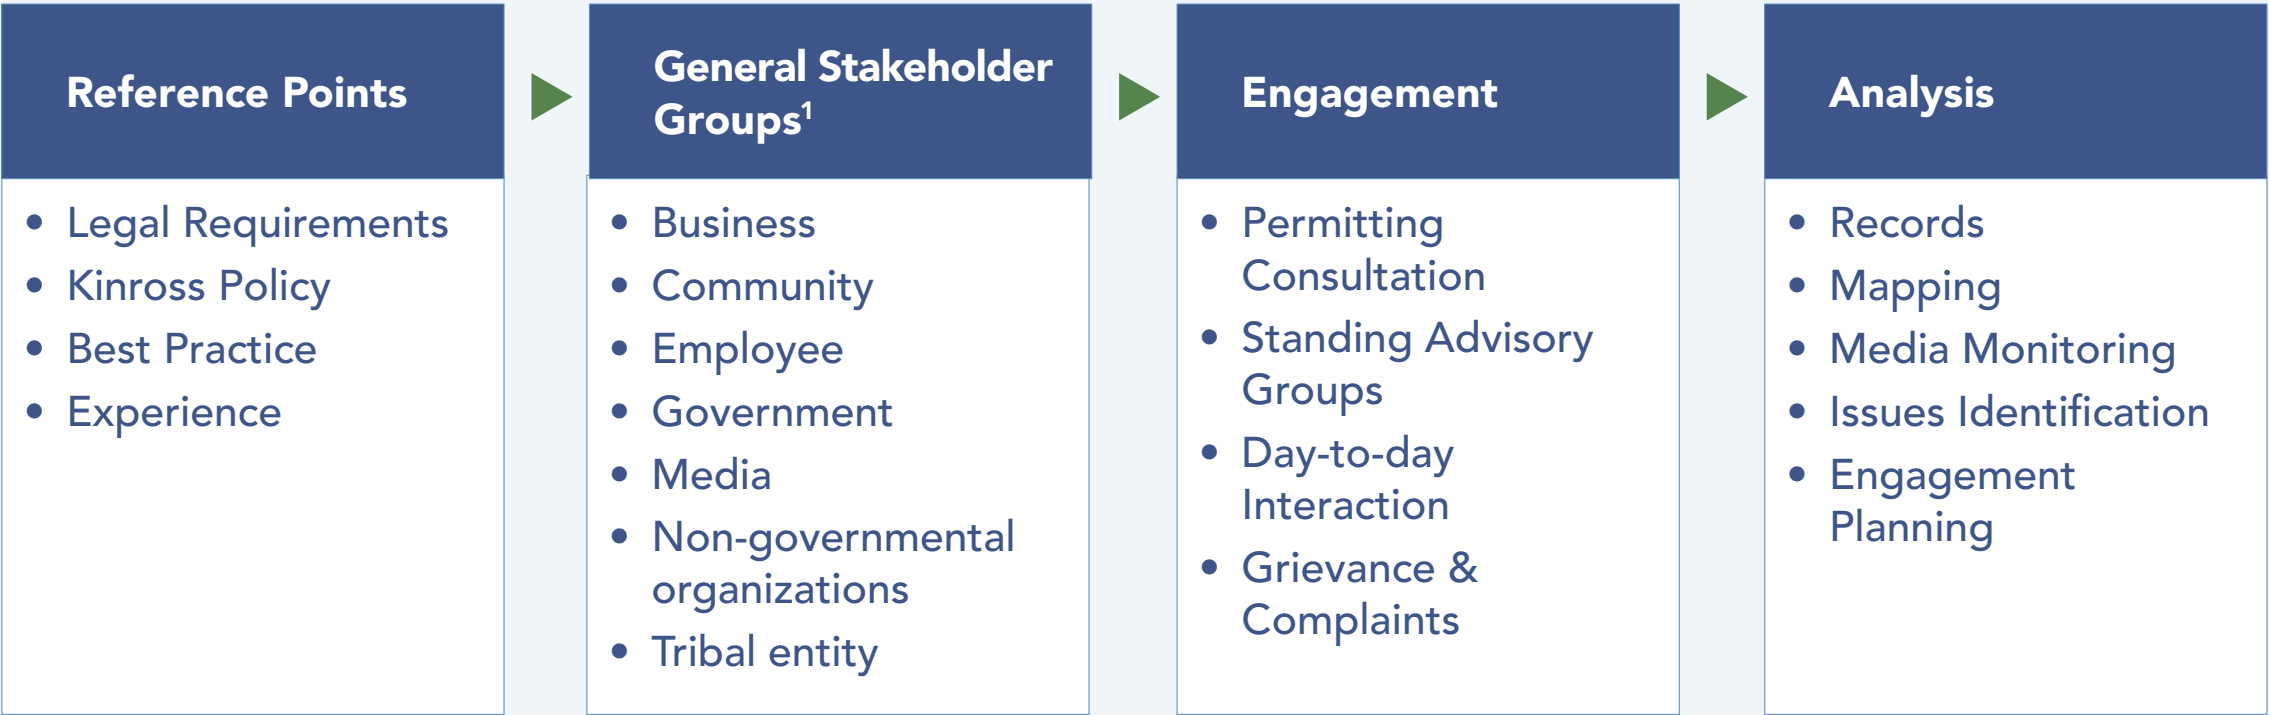 Reference Points
• Legal Requirements
• Kinross Policy
• Best Practice
• Experience
General Stakeholder
Groups¹
• Business
• Community
• Employee
• Government
• Media
• Non-governmental
organizations
• Tribal entity
Engagement
• Permitting
Consultation
• Standing Advisory
Groups
• Day-to-day
Interaction
• Grievance &
Complaints
Analysis
• Records
• Mapping
• Media Monitoring
• Issues Identification
• Engagement
Planning